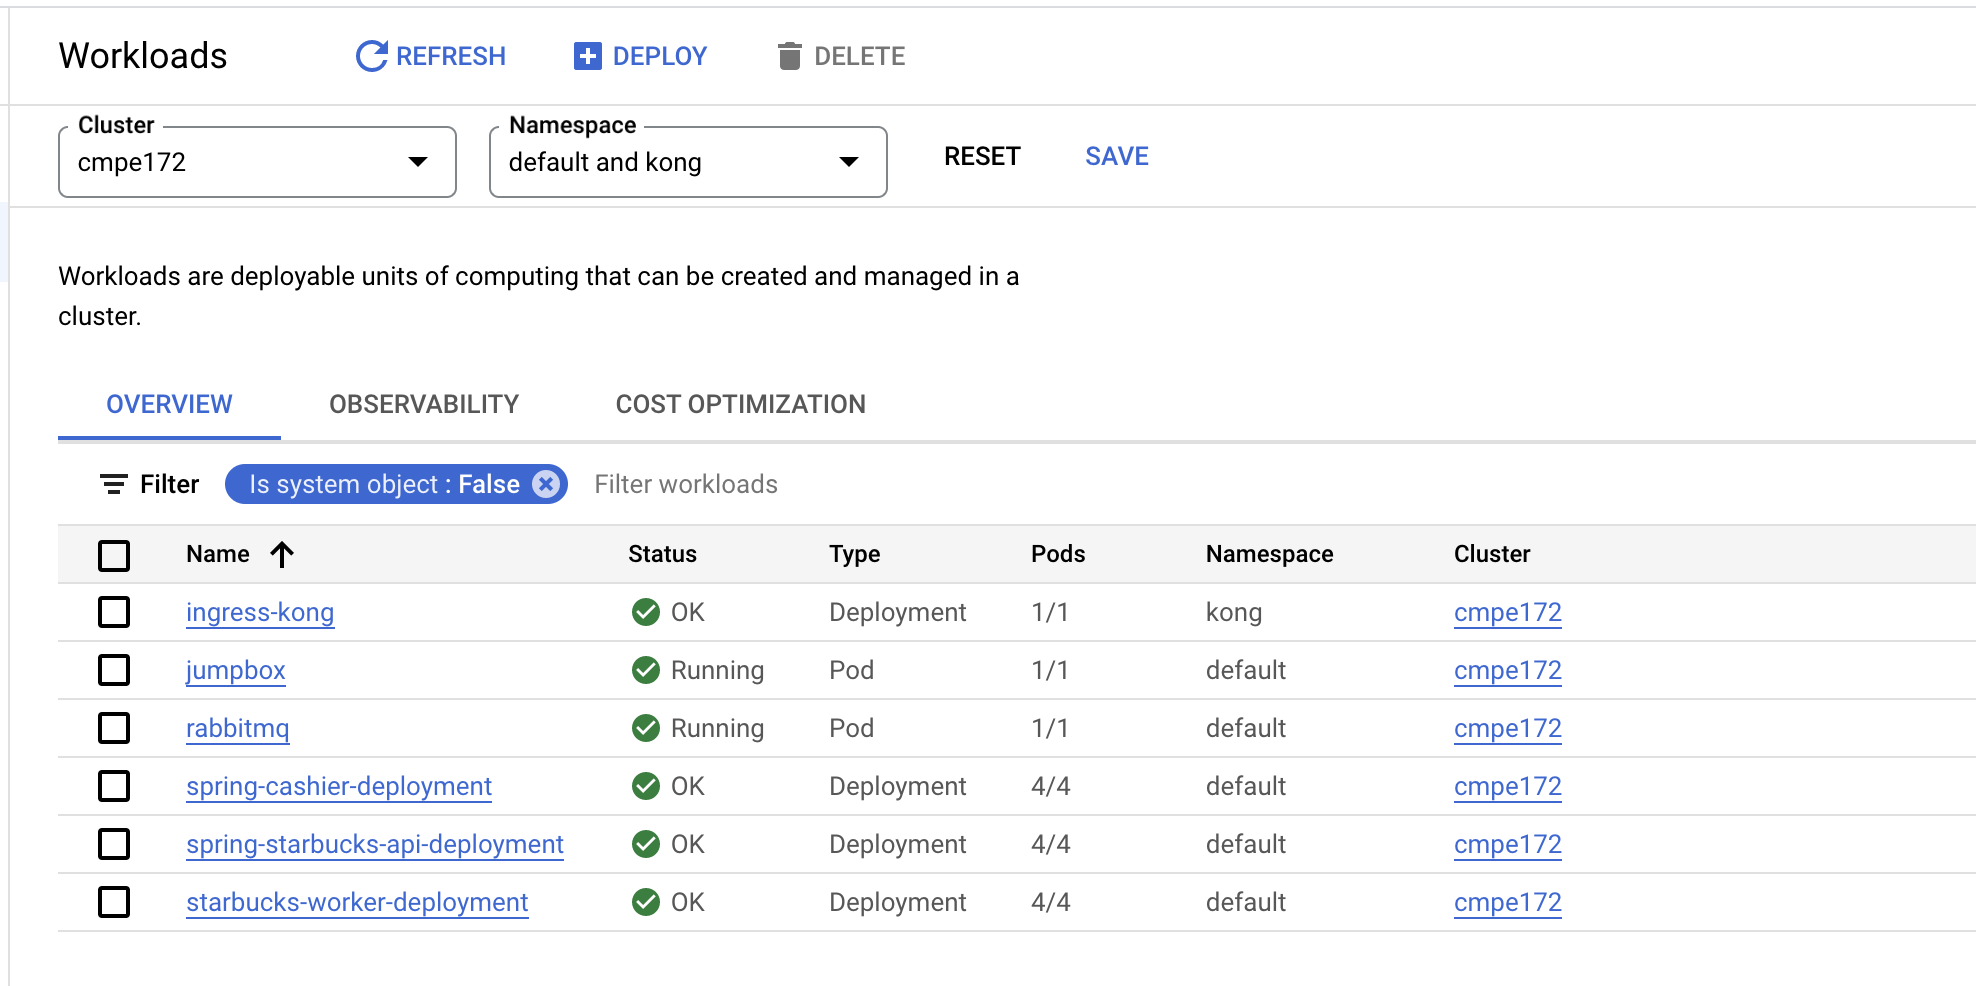 Workloads REFRESH DEPLOY DELETE
Cluster Namespace
cmpe172 default and kong RESET SAVE
Workloads are deployable units of computing that can be created and managed in a
cluster.
OVERVIEW OBSERVABILITY COST OPTIMIZATION
Filter Is system object : False Filter workloads
Name Status Type Pods Namespace Cluster
ingress-kong OK Deployment 1/1 kong cmpe172
jumpbox Running Pod 1/1 default cmpe172
rabbitmq Running Pod 1/1 default cmpe172
spring-cashier-deployment OK Deployment 4/4 default cmpe172
spring-starbucks-api-deployment OK Deployment 4/4 default cmpe172
starbucks-worker-deployment OK Deployment 4/4 default cmpe172